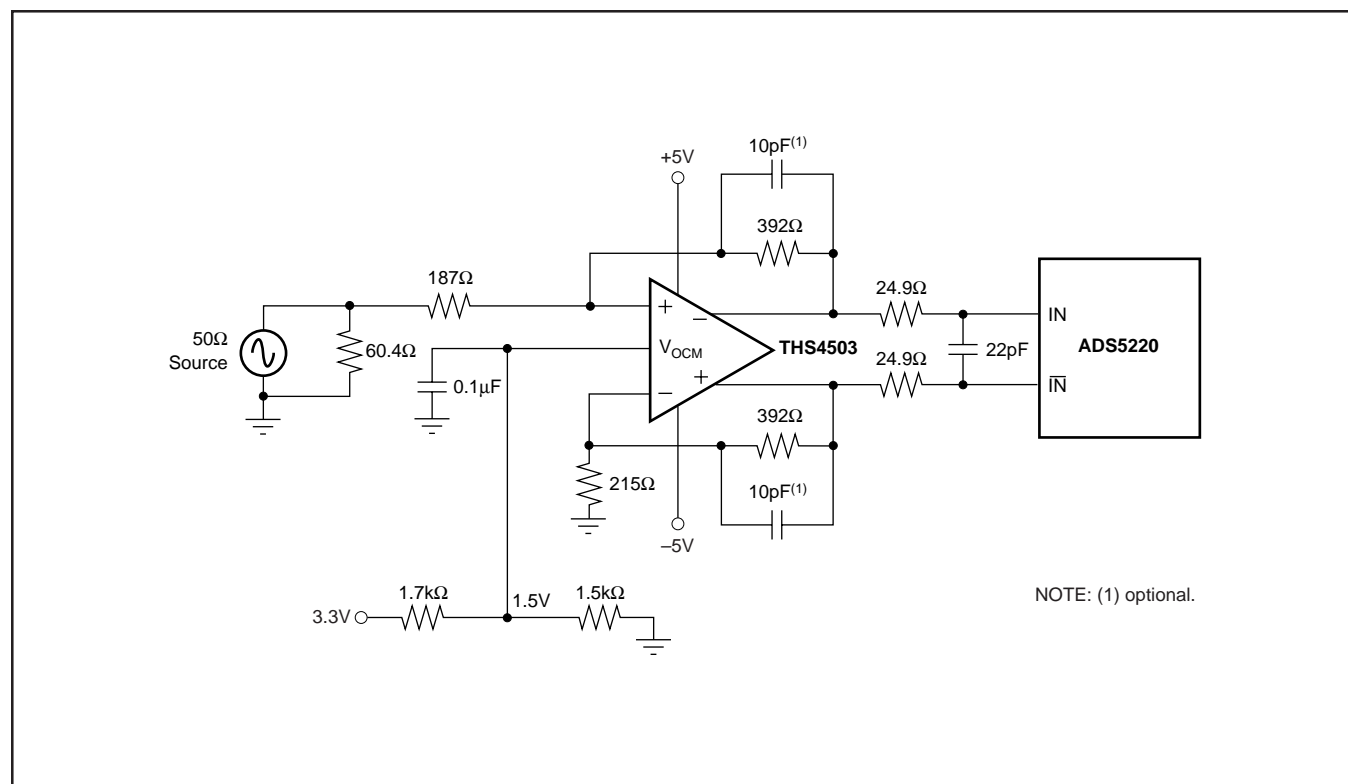 10pF(1)
+5V
392Ω
187Ω
24.9Ω
+
−
IN
50Ω
Source
60.4Ω
VOCM
THS4503
22pF
ADS5220
0.1µF
+
24.9Ω
IN
−
392Ω
215Ω
10pF(1)
–5V
1.7kΩ
1.5V
1.5kΩ
3.3V
NOTE: (1) optional.